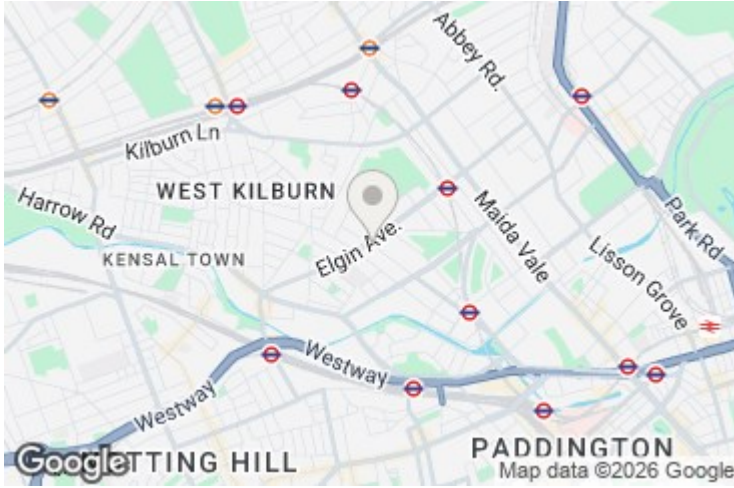 Abbey Rd.
Kilburn Ln
WEST KILBURN
Harrow Rd
Maida Vale
Park Rd
Elgin Ave.
Lisson Grove
KENSAL TOWN
Westway
Westway
PADDINGTON
TTING HILL
Google
Map data ©2026 Google